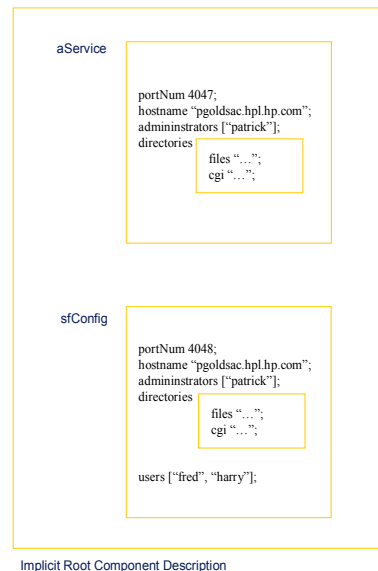 aService
portNum 4047;
hostname “pgoldsac.hpl.hp.com”;
admininstrators [“patrick”];
directories
files “…”;
cgi “…”;
sfConfig
portNum 4048;
hostname “pgoldsac.hpl.hp.com”;
admininstrators [“patrick”];
directories
files “…”;
cgi “…”;
users [“fred”, “harry”];
Implicit Root Component Description